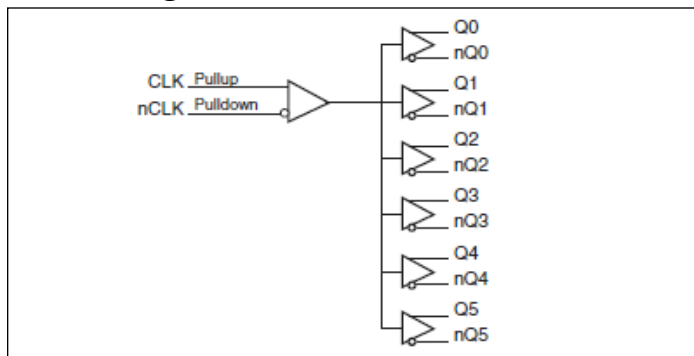 Q0
nQ0
CLK Pullup
Q1
nCLK Pulldown
nQ1
Q2
nQ2
Q3
nQ3
Q4
nQ4
Q5
nQ5